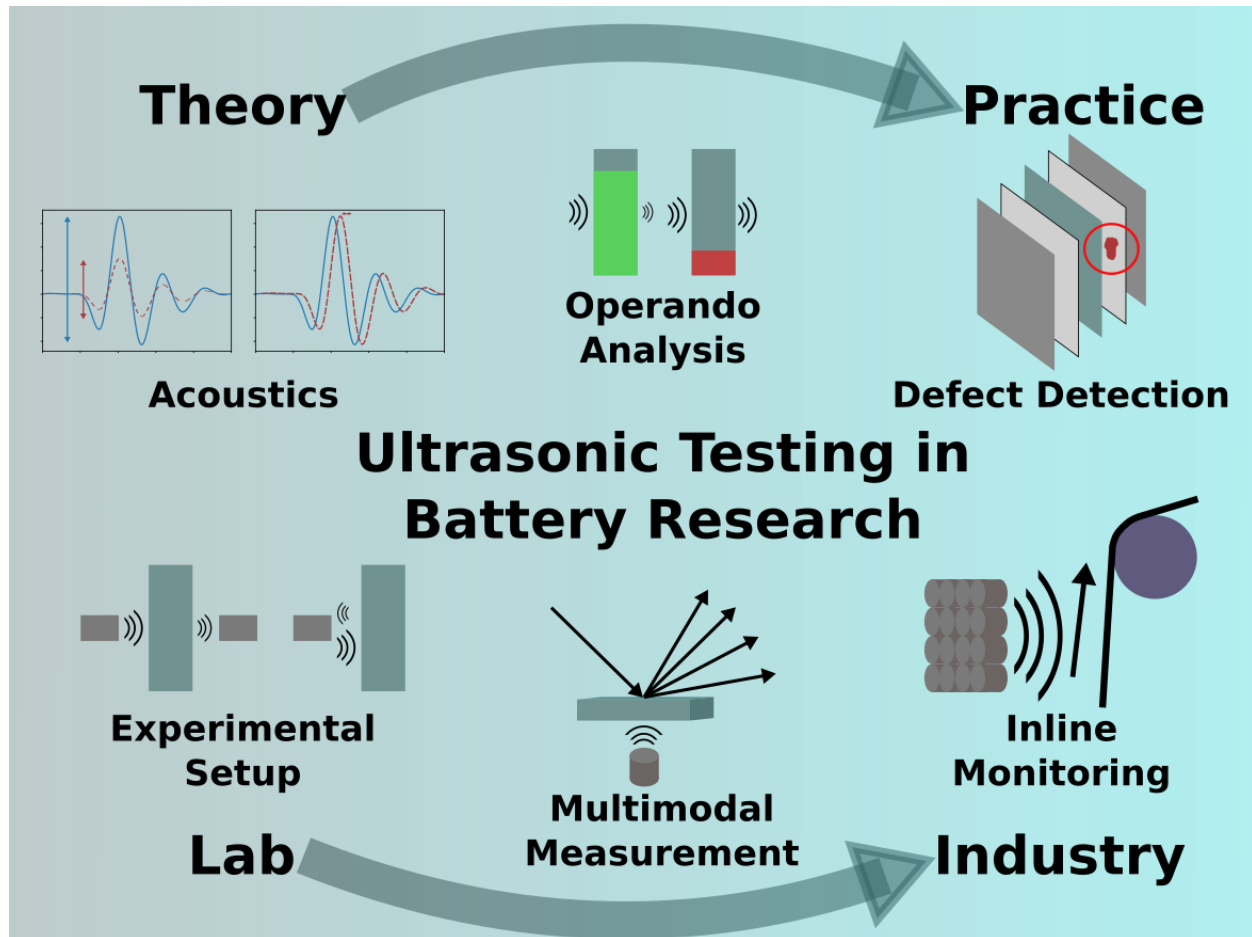 Theory
Practice
Operando
Analysis
Acoustics
Defect Detection
Ultrasonic Testing in
Battery Research
Experimental
Setup
Multimodal
Measurement
Inline
Monitoring
Lab
Industry